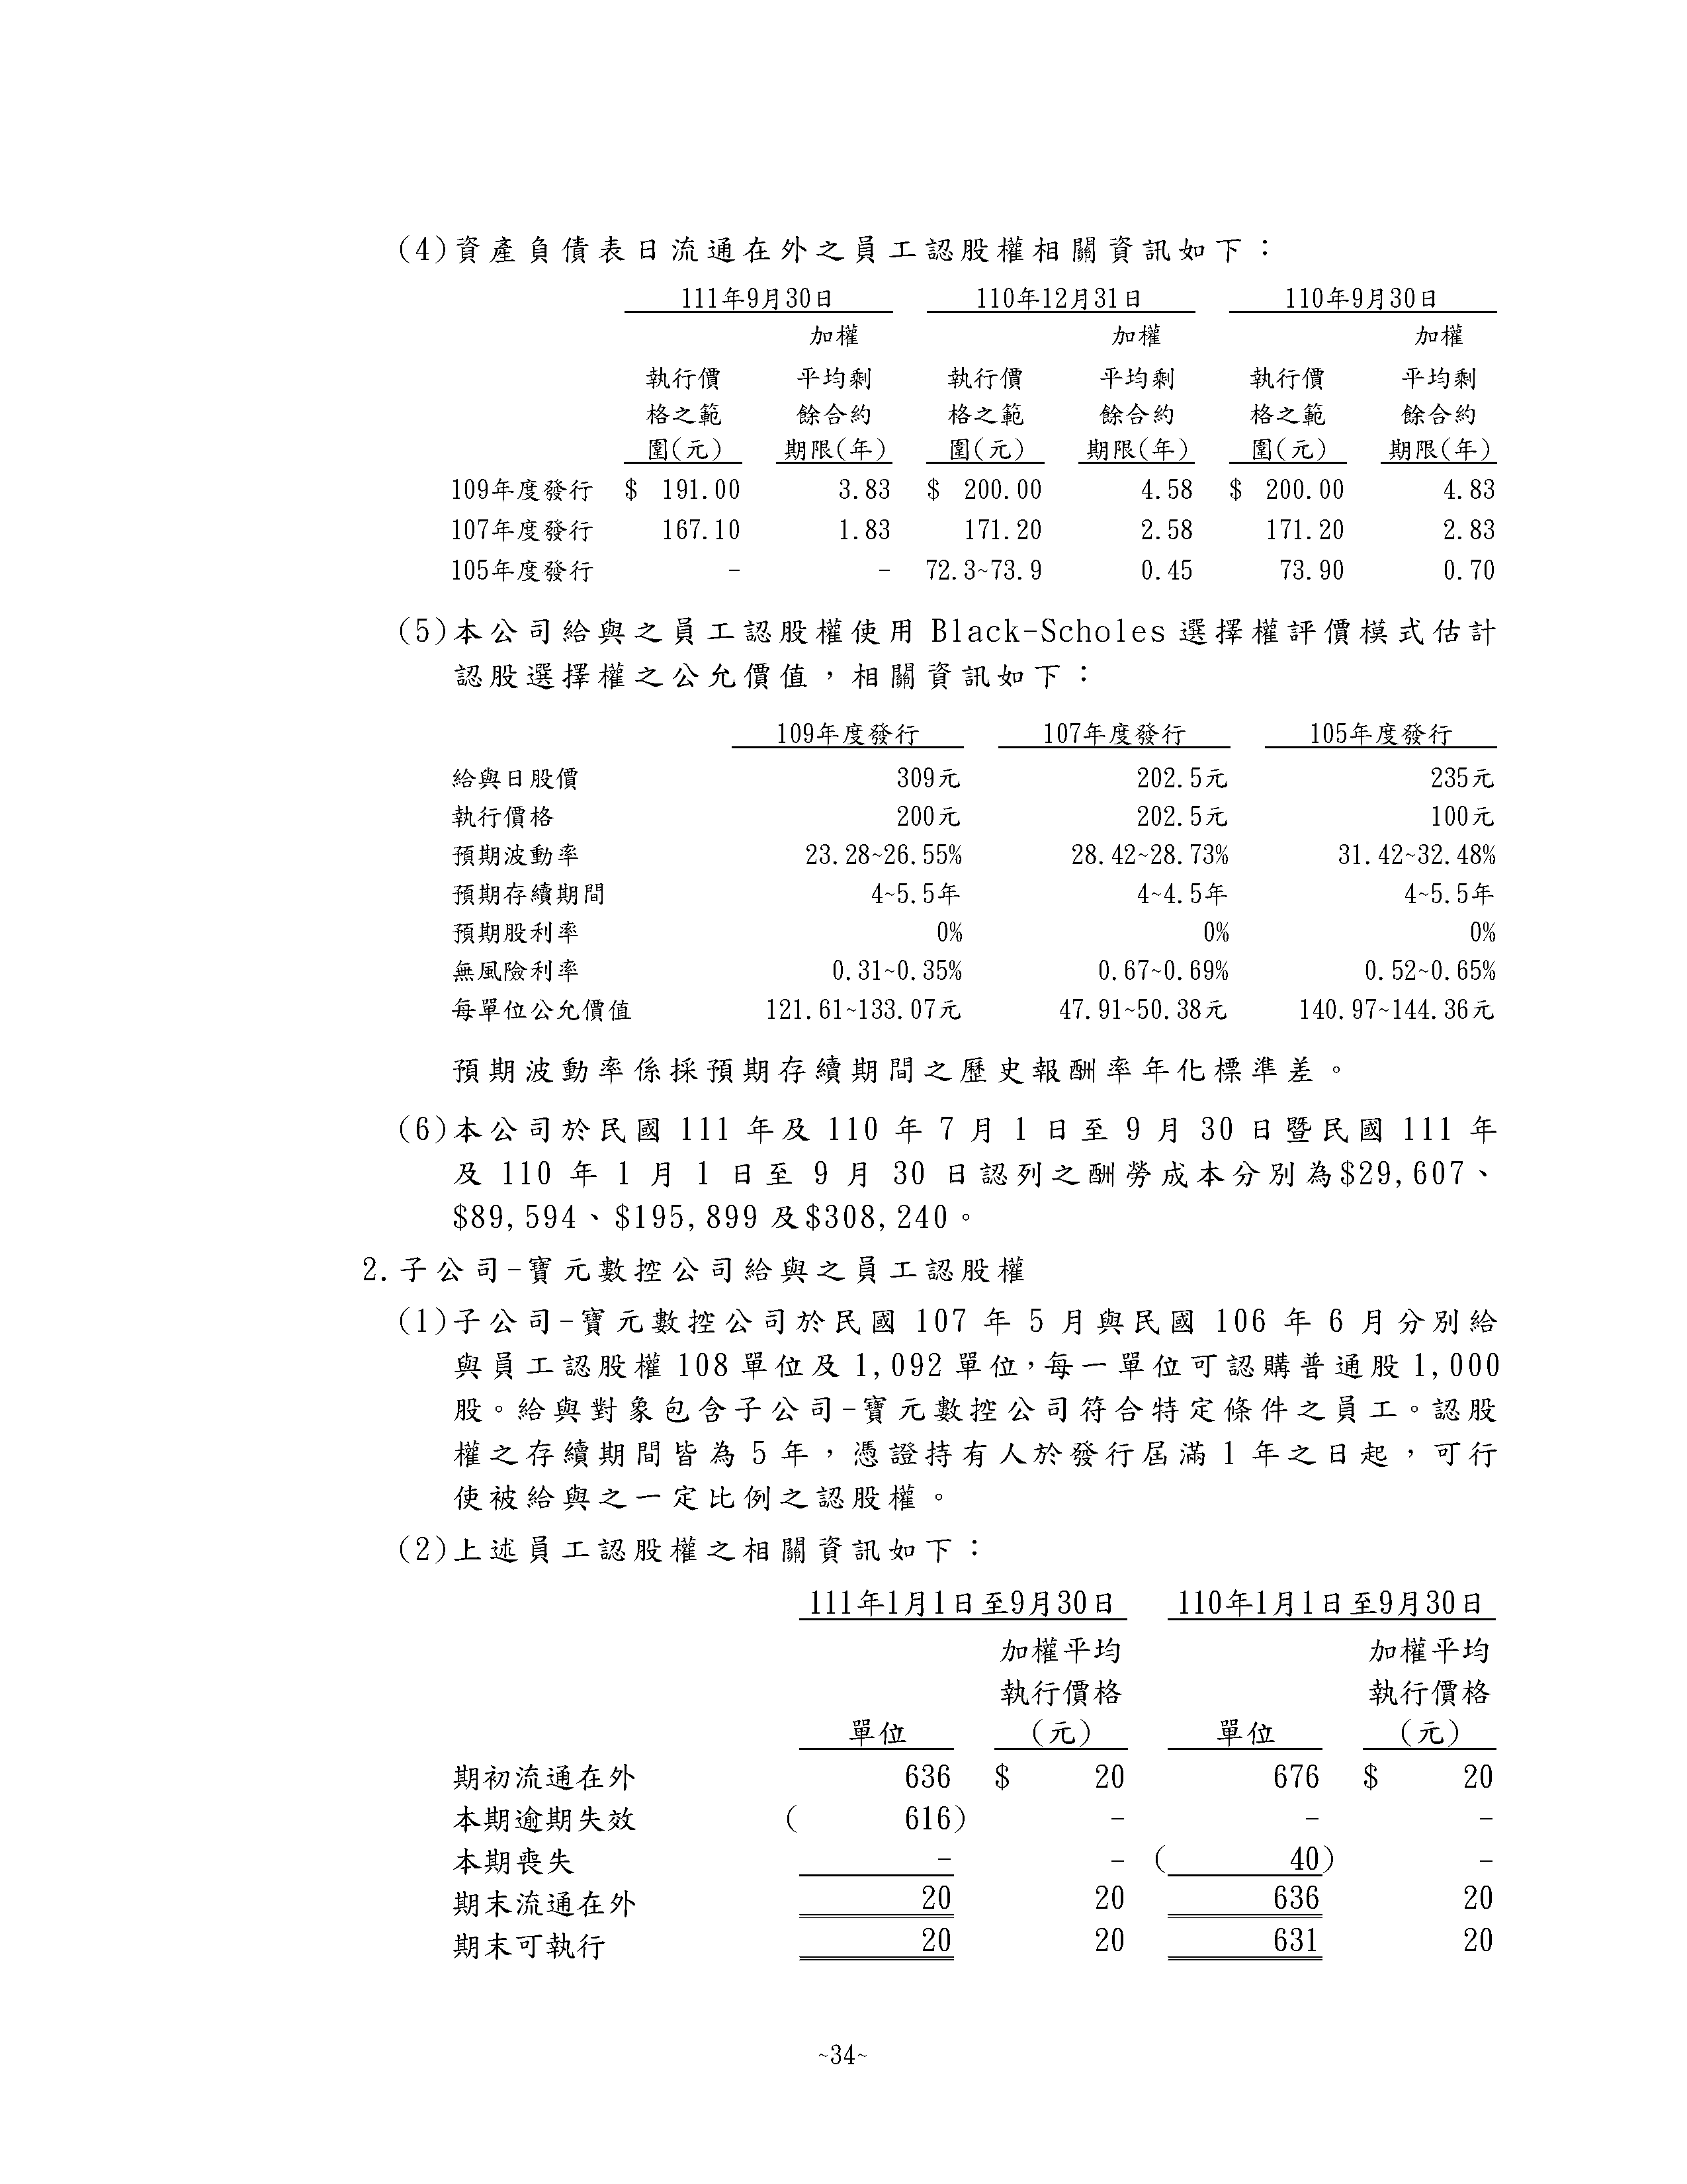 (4)資產負債表日流通在外之員工認股權相關資訊如下：
111年9月30日 110年12月31日 110年9月30日
加權 加權 加權
執行價 平均剩 執行價 平均剩 執行價 平均剩
格之範 餘合約 格之範 餘合約 格之範 餘合約
圍(元) 期限(年) 圍(元) 期限(年) 圍(元) 期限(年)
109年度發行 $ 191.00 3.83 $ 200.00 4.58 $ 200.00 4.83
107年度發行 167.10 1.83 171.20 2.58 171.20 2.83
105年度發行 - - 72.3~73.9 0.45 73.90 0.70
(5)本公司給與之員工認股權使用 Black-Scholes 選擇權評價模式估計
認股選擇權之公允價值，相關資訊如下：
109年度發行 107年度發行 105年度發行
給與日股價 309元 202.5元 235元
執行價格 200元 202.5元 100元
預期波動率 23.28~26.55% 28.42~28.73% 31.42~32.48%
預期存續期間 4~5.5年 4~4.5年 4~5.5年
預期股利率 0% 0% 0%
無風險利率 0.31~0.35% 0.67~0.69% 0.52~0.65%
每單位公允價值 121.61~133.07元 47.91~50.38元 140.97~144.36元
預期波動率係採預期存續期間之歷史報酬率年化標準差。
(6)本公司於民國 111 年及 110 年 7 月 1 日至 9 月 30 日暨民國 111 年
及 110 年 1 月 1 日至 9 月 30 日認列之酬勞成本分別為$29,607、
$89,594、$195,899 及$308,240。
2.子公司-寶元數控公司給與之員工認股權
(1)子公司-寶元數控公司於民國 107 年 5 月與民國 106 年 6 月分別給
與員工認股權 108 單位及 1,092 單位，每一單位可認購普通股 1,000
股。給與對象包含子公司-寶元數控公司符合特定條件之員工。認股
權之存續期間皆為 5 年，憑證持有人於發行屆滿 1 年之日起，可行
使被給與之一定比例之認股權。
(2)上述員工認股權之相關資訊如下：
111年1月1日至9月30日 110年1月1日至9月30日
加權平均 加權平均
執行價格 執行價格
單位 (元) 單位 (元)
期初流通在外 636 $ 20 676 $ 20
本期逾期失效 ( 616) - - -
本期喪失 - - ( 40) -
期末流通在外 20 20 636 20
期末可執行 20 20 631 20
~34~